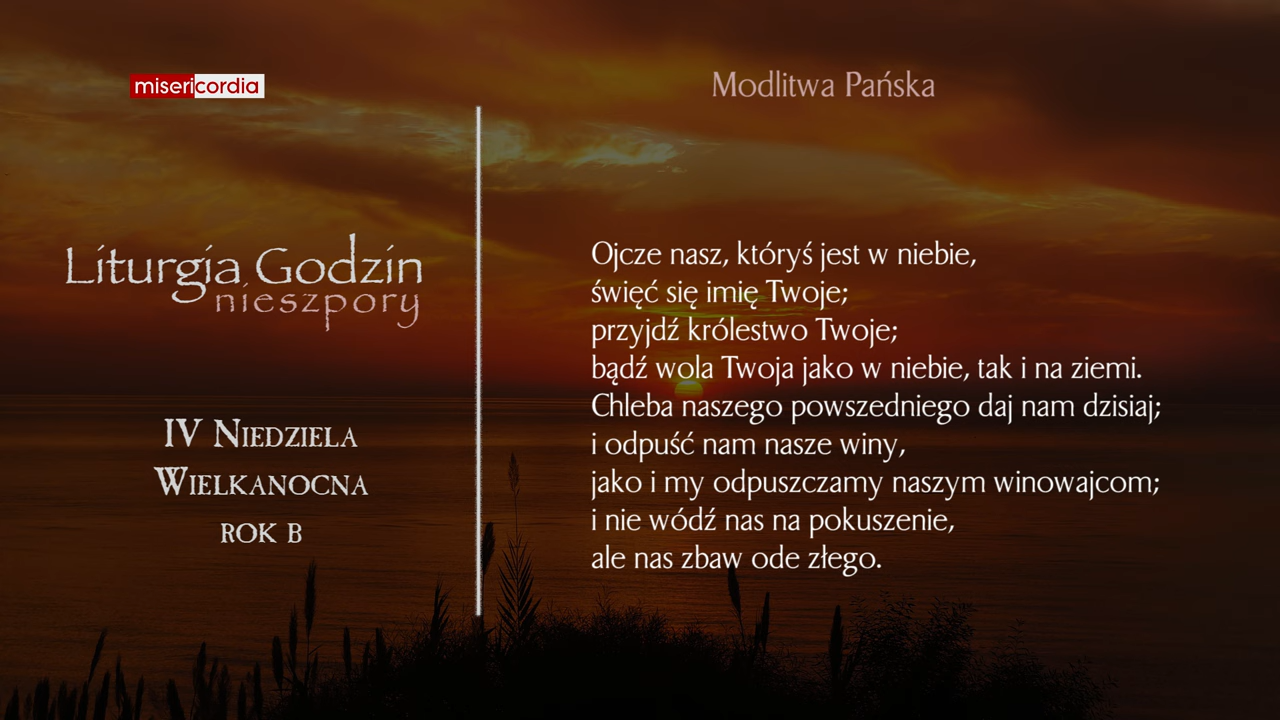 misericordia
Liturgia Godzin
nieszpory
IV Niedziela
Wielkanocna
rok B
Modlitwa Pańska
Ojcze nasz, któryś jest w niebie,
święć się imię Twoje;
przyjdź królestwo Twoje;
bądź wola Twoja jako w niebie, tak i na ziemi.
Chleba naszego powszedniego daj nam dzisiaj;
i odpuść nam nasze winy,
jako i my odpuszczamy naszym winowajcom;
i nie wódź nas na pokuszenie,
ale nas zbaw ode złego.